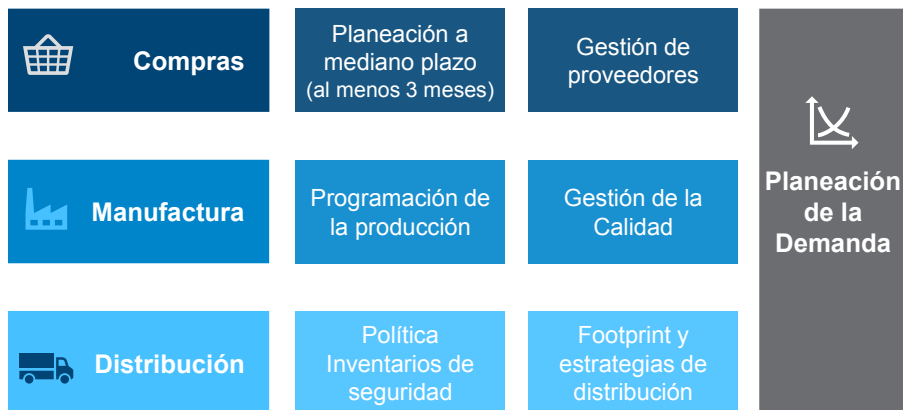 Compras
Planeación a
mediano plazo
(al menos 3 meses)
Gestión de
proveedores
Manufactura
Programación de
la producción
Gestión de la
Calidad
Distribución
Política
Inventarios de
seguridad
Footprint y
estrategias de
distribución
Planeación
de la
Demanda